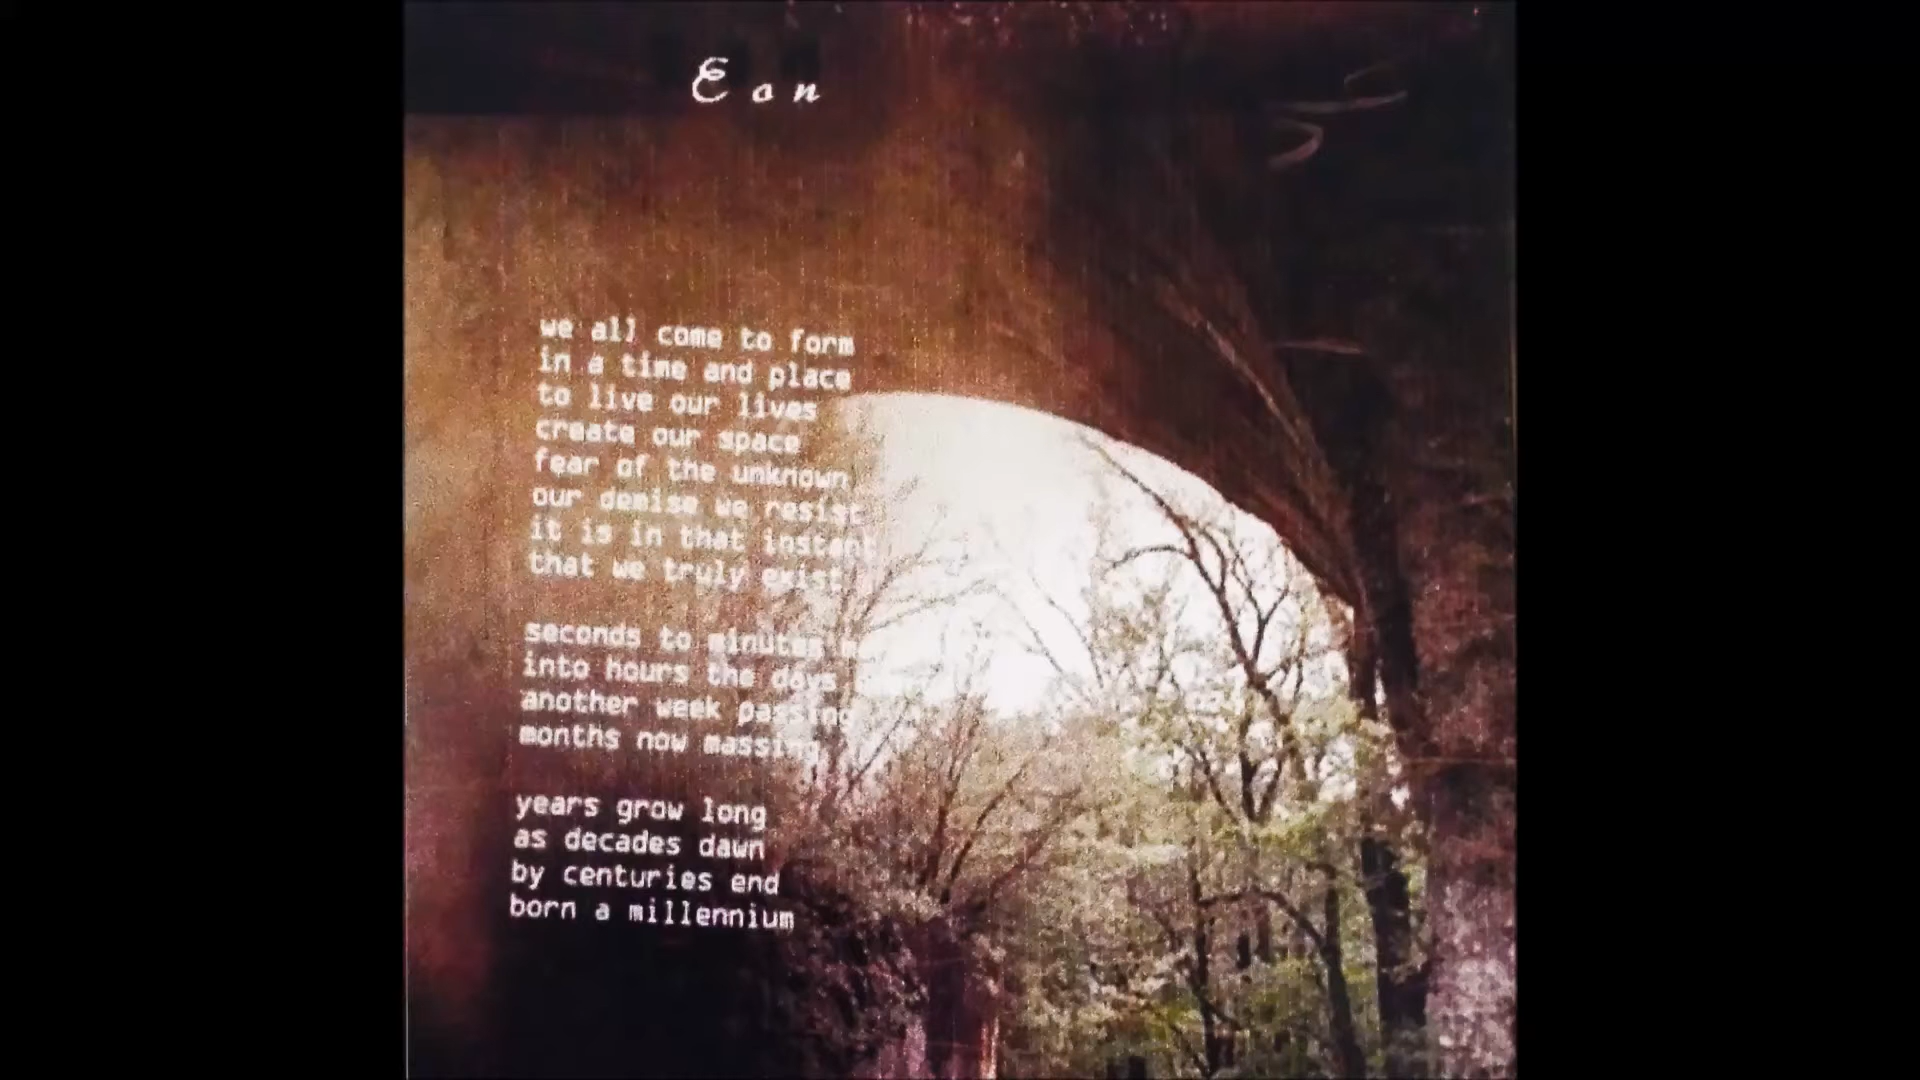 Eon
we all come to form
in a time and place
to live our lives
create our space
fear of the unknown
our demise we resist
it is in that instant
that we truly exist
seconds to minutes
into hours the days
another week passing
months now massing
years grow long
as decades dawn
by centuries end
born a millennium